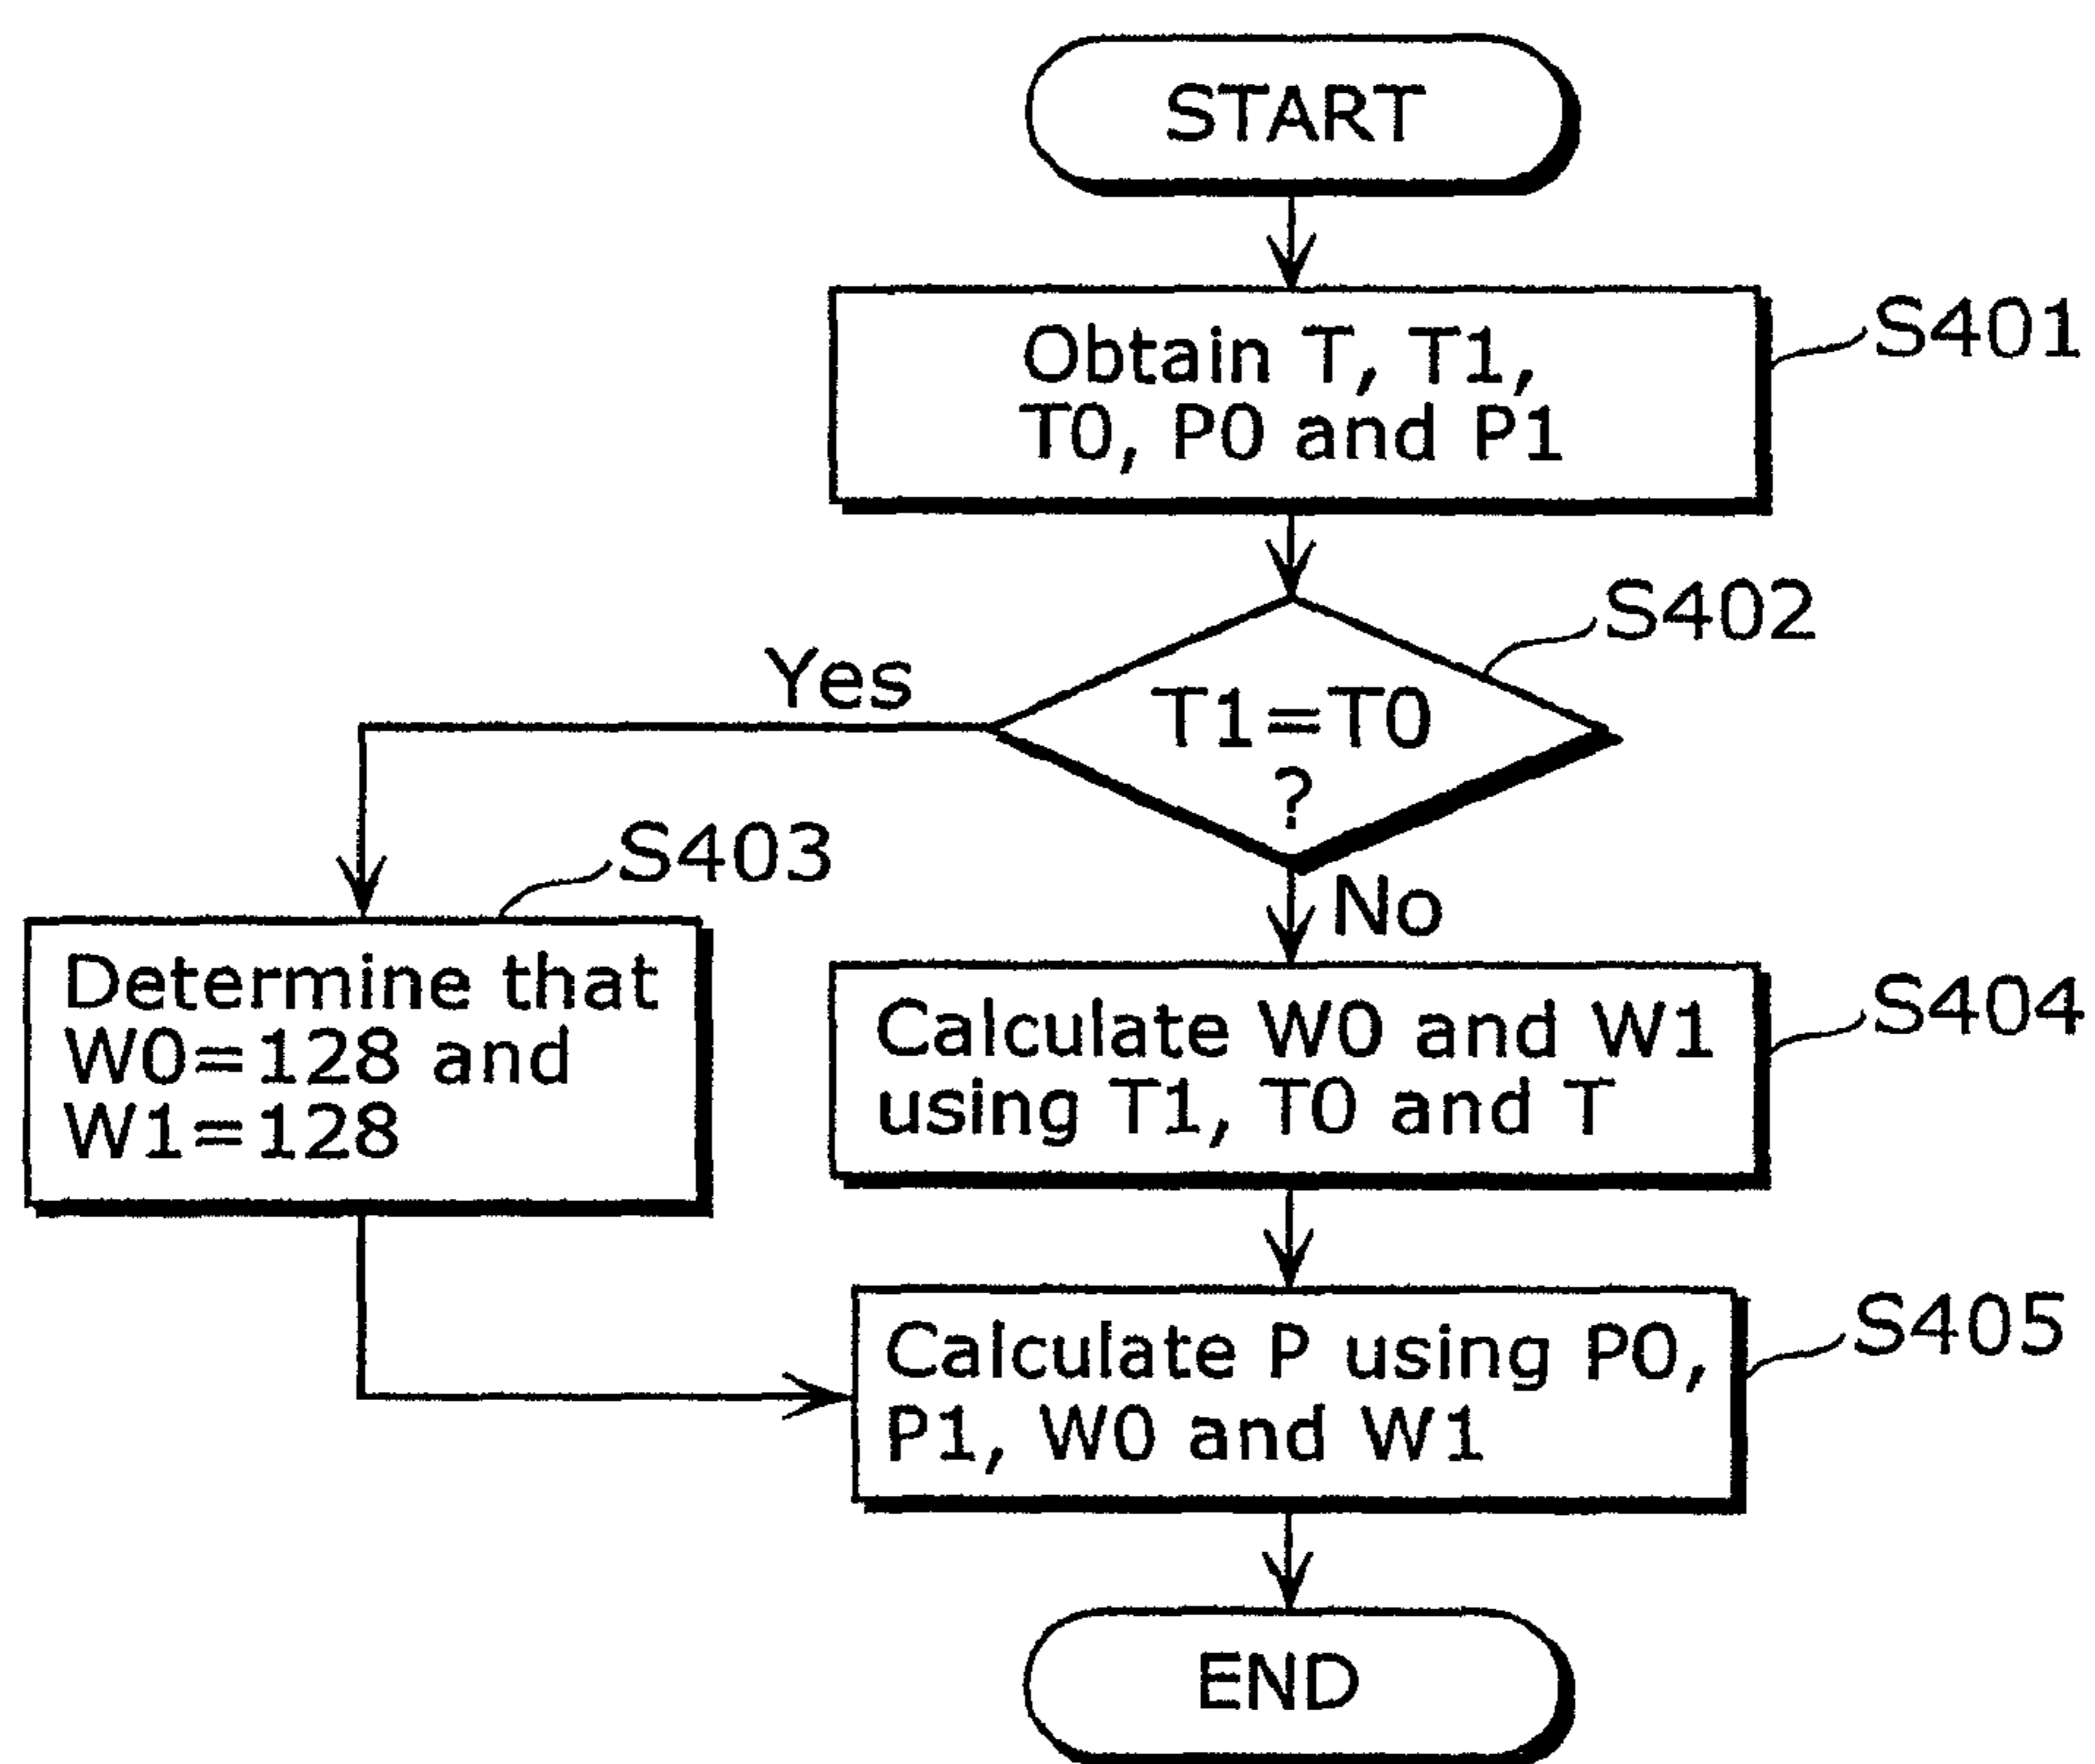 START
Obtain T, T1,
T0, P0 and P1
S401
S402
T1=T0
?
Yes
No
S403
Determine that
W0=128 and
W1=128
Calculate W0 and W1
using T1, T0 and T
S404
Calculate P using P0,
P1, W0 and W1
S405
END